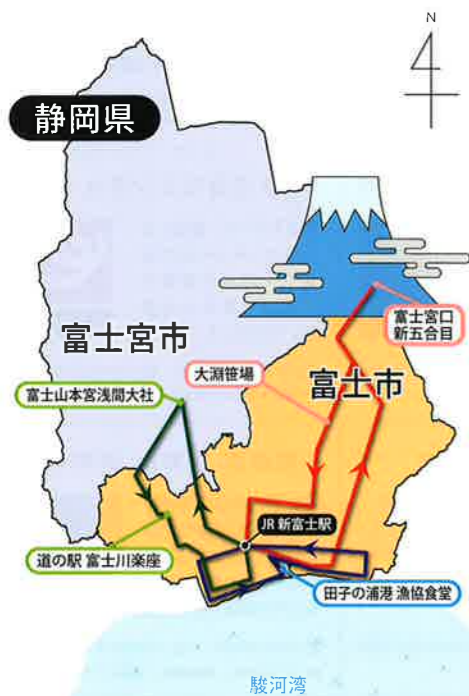 N
静岡県
富士宮口
新五合目
富士宮市
大淵笹場
富士市
富士山本宮浅間大社
JR 新富士駅
道の駅 富士川楽座
田子の浦港 漁協食堂
駿河湾